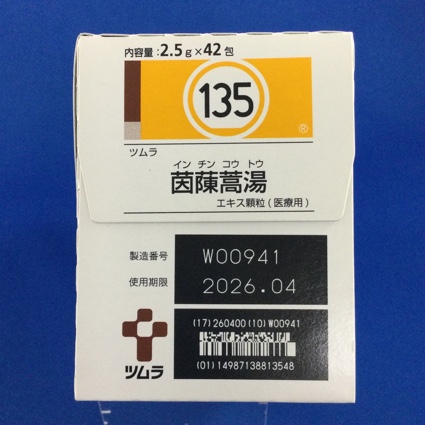 内容量:2.5g×42包
135
®
ツムラ
イン チン コウ トウ
茵蔯蒿湯
エキス顆粒(医療用)
製造番号 W00941
使用期限 2026.04
(17)260400(10)W00941
(01)14987138813548
ツムラ